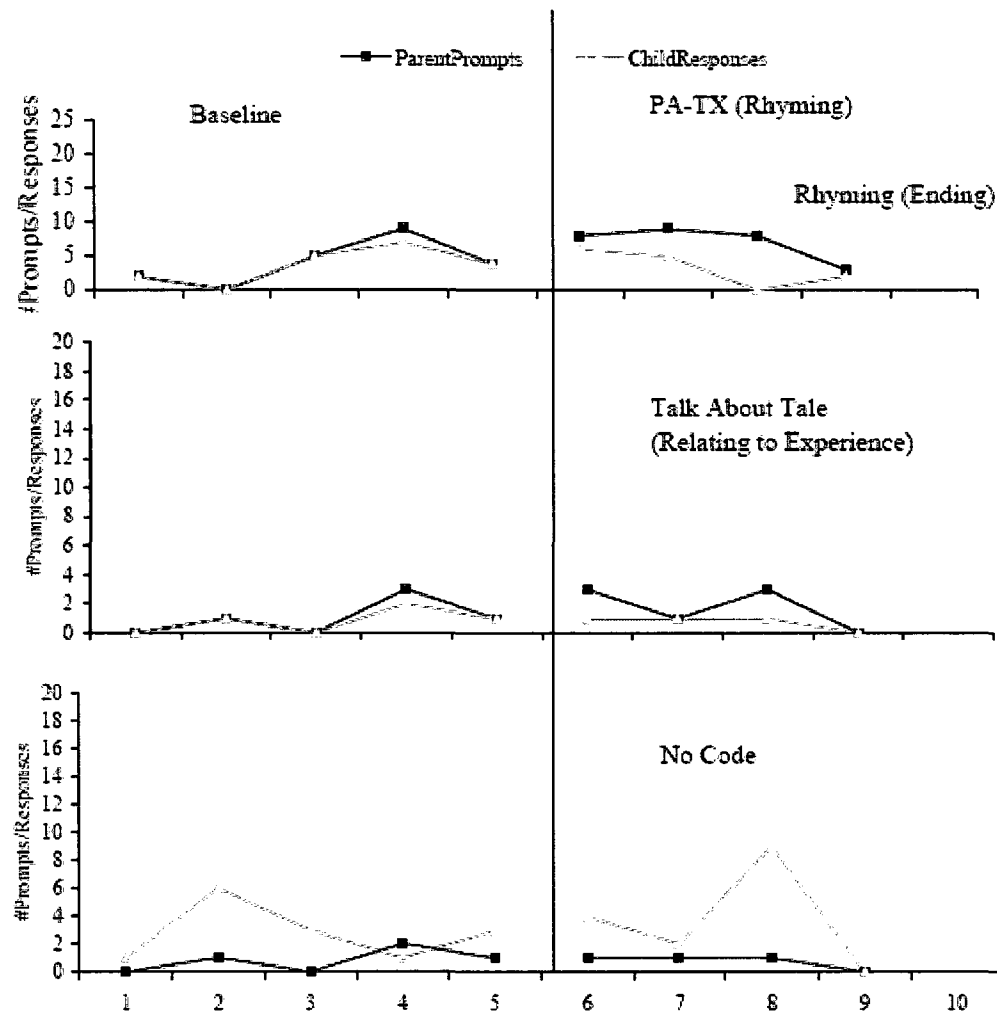 ParentPrompts
ChildResponses
Baseline
PA-TX (Rhyming)
Rhyming (Ending)
#Prompts/Responses
25
20
15
10
5
0
Talk About Tale
(Relating to Experience)
#Prompts/Responses
20
18
16
14
12
10
8
6
4
2
0
No Code
#Prompts/Responses
20
18
16
14
12
10
8
6
4
2
0
1 2 3 4 5 6 7 8 9 10